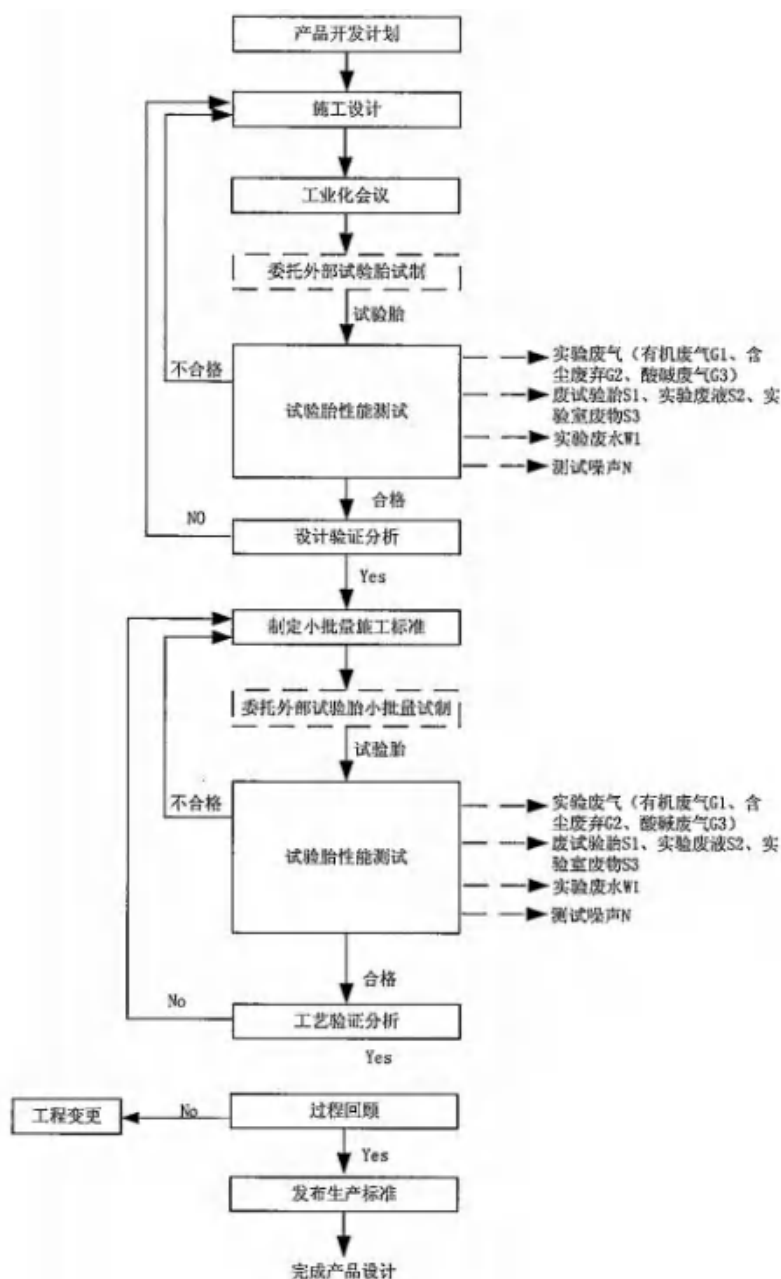 产品开发计划
施工设计
工业化会议
委托外部试验胎试制
试验胎
不合格
试验胎性能测试
实验废气（有机废气G1、含
尘废弃G2、酸碱废气G3）
废试验胎S1、实验废液S2、实
验室废物S3
实验废水W1
测试噪声N
合格
NO
设计验证分析
Yes
制定小批量施工标准
委托外部试验胎小批量试制
试验胎
不合格
试验胎性能测试
实验废气（有机废气G1、含
尘废弃G2、酸碱废气G3）
废试验胎S1、实验废液S2、实
验室废物S3
实验废水W1
测试噪声N
合格
No
工艺验证分析
Yes
工程变更
No
过程回顾
Yes
发布生产标准
完成产品设计